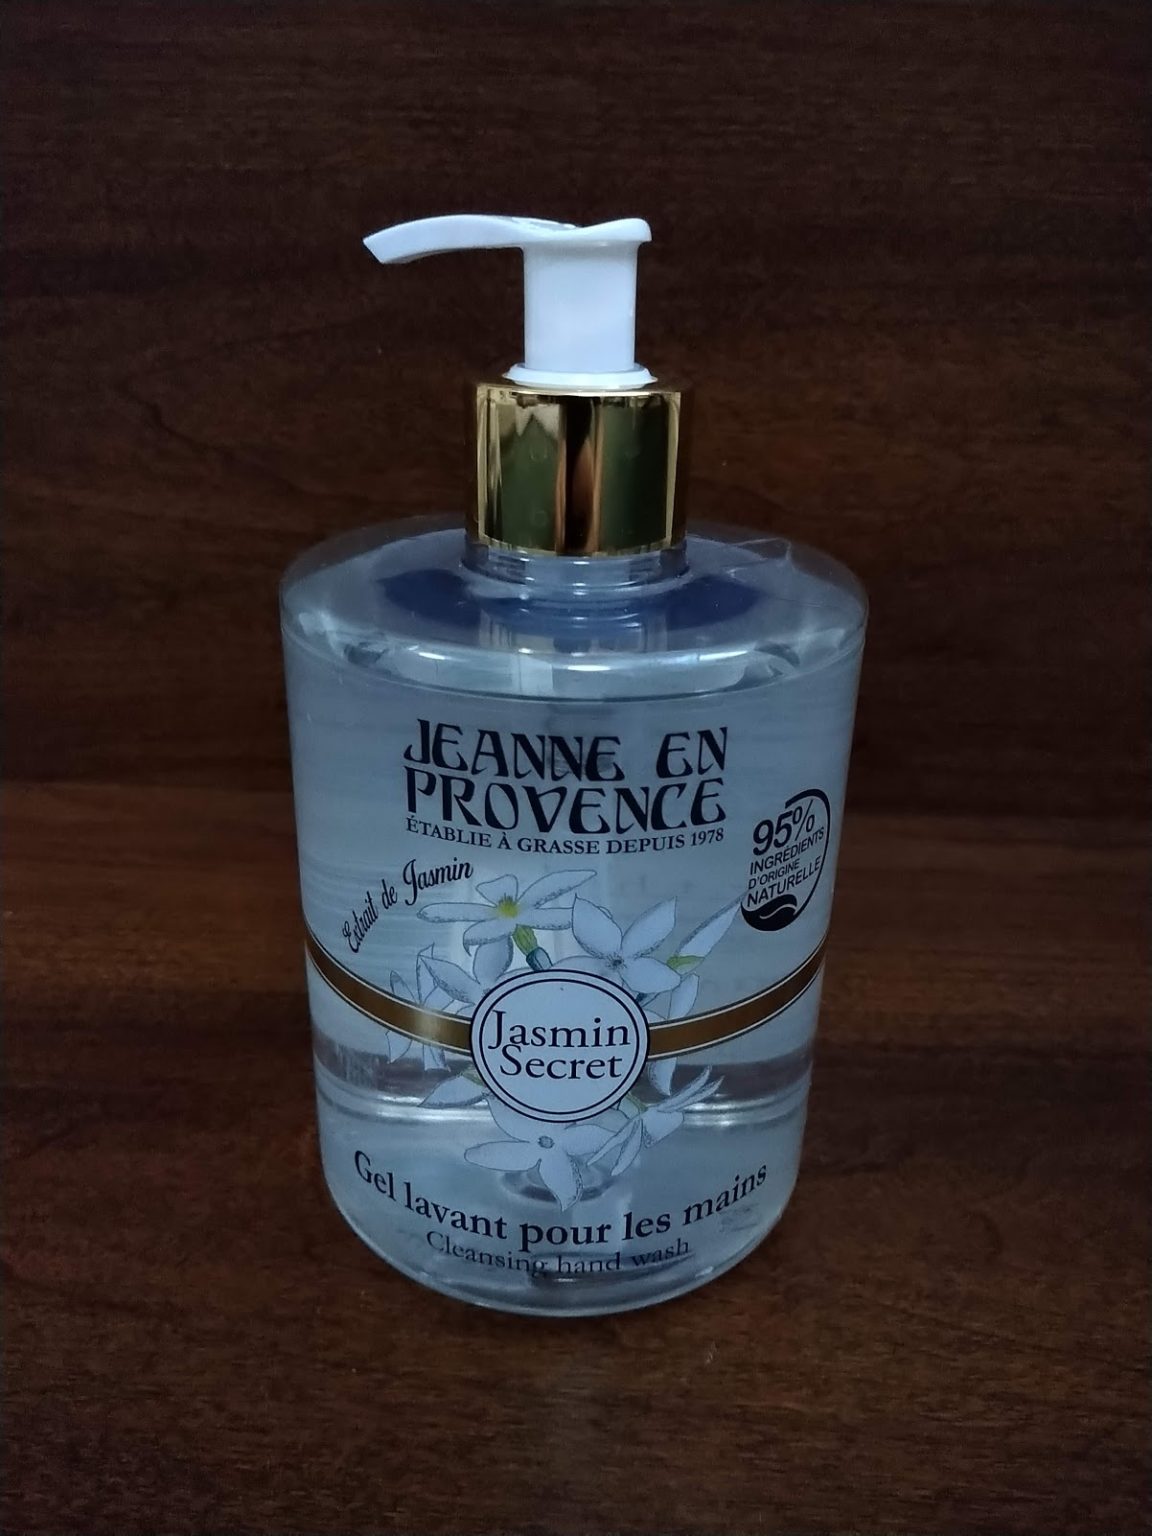 JEANNE EN
PROVENCE
ÉTABLIE À GRASSE DEPUIS 1978
95%
INGRÉDIENTS
D'ORIGINE
NATURELLE
Extrait de Jasmin
Jasmin
Secret
Gel lavant pour les mains
Cleansing hand wash